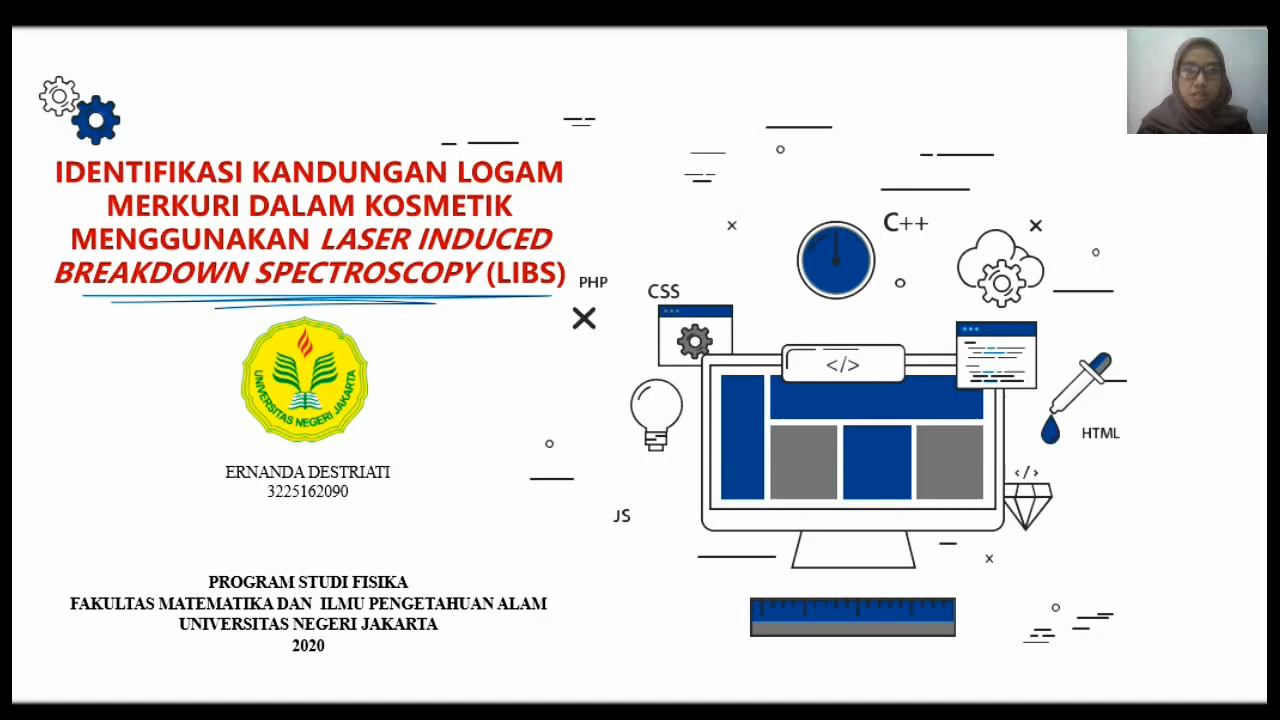 IDENTIFIKASI KANDUNGAN LOGAM
MERKURI DALAM KOSMETIK
MENGGUNAKAN LASER INDUCED
BREAKDOWN SPECTROSCOPY (LIBS)
UNIVERSITAS NEGERI JAKARTA
ERNANDA DESTRIATI
3225162090
PROGRAM STUDI FISIKA
FAKULTAS MATEMATIKA DAN ILMU PENGETAHUAN ALAM
UNIVERSITAS NEGERI JAKARTA
2020
C++
PHP
CSS
</>
HTML
</>
JS